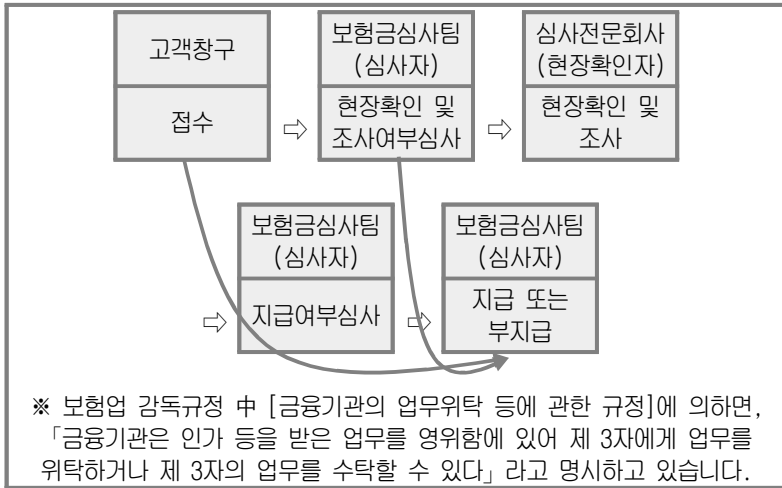 고객창구
접수
⇨
보험금심사팀
(심사자)
현장확인 및
조사여부심사
⇨
심사전문회사
(현장확인자)
현장확인 및
조사
⇨
보험금심사팀
(심사자)
지급여부심사
⇨
보험금심사팀
(심사자)
지급 또는
부지급
※ 보험업 감독규정 中 [금융기관의 업무위탁 등에 관한 규정]에 의하면,
「금융기관은 인가 등을 받은 업무를 영위함에 있어 제 3자에게 업무를
위탁하거나 제 3자의 업무를 수탁할 수 있다」 라고 명시하고 있습니다.